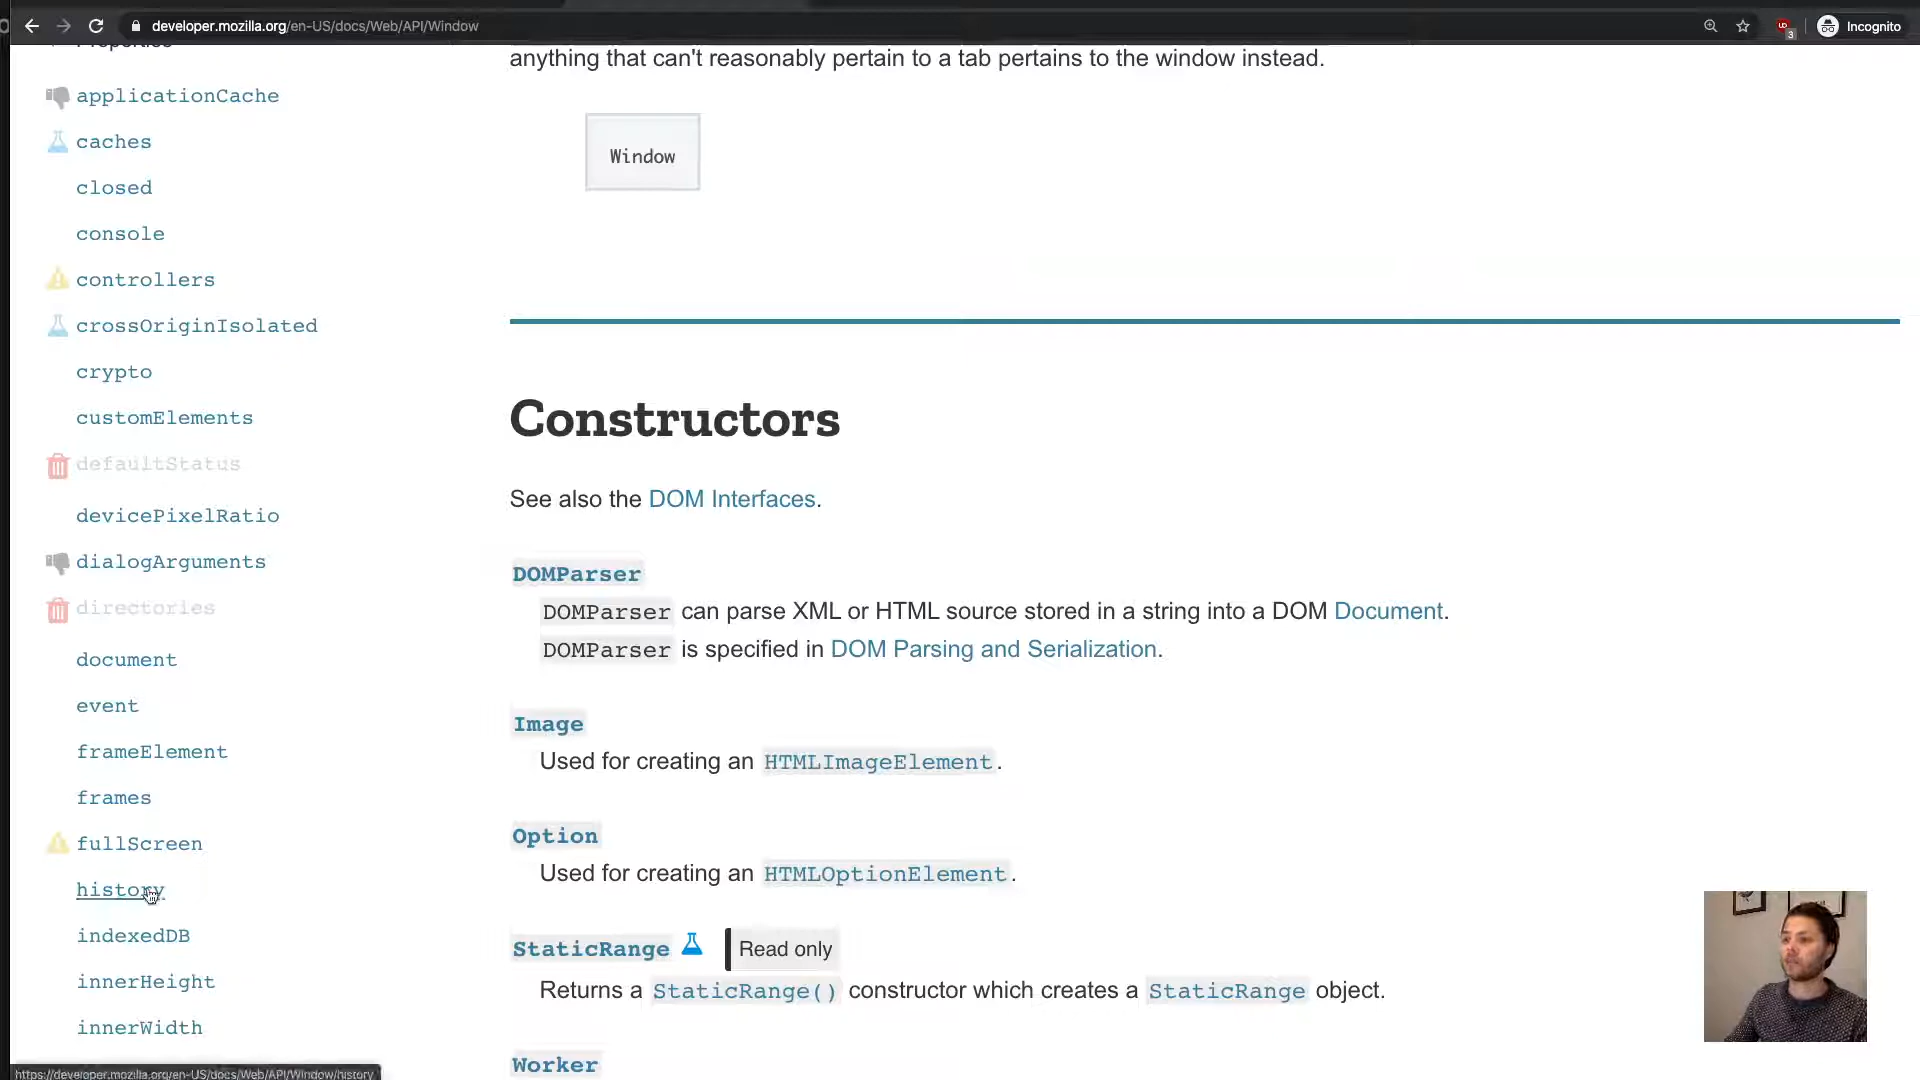 developer.mozilla.org/en-US/docs/Web/API/Window
3
Incognito
Properties
applicationCache
caches
closed
console
controllers
crossOriginIsolated
crypto
customElements
defaultStatus
devicePixelRatio
dialogArguments
directories
document
event
frameElement
frames
fullScreen
history
indexedDB
innerHeight
innerWidth
anything that can't reasonably pertain to a tab pertains to the window instead.
Window
Constructors
See also the DOM Interfaces.
DOMParser
DOMParser can parse XML or HTML source stored in a string into a DOM Document.
DOMParser is specified in DOM Parsing and Serialization.
Image
Used for creating an HTMLImageElement.
Option
Used for creating an HTMLOptionElement.
StaticRange Read only
Returns a StaticRange() constructor which creates a StaticRange object.
Worker
https://developer.mozilla.org/en-US/docs/Web/API/Window/history